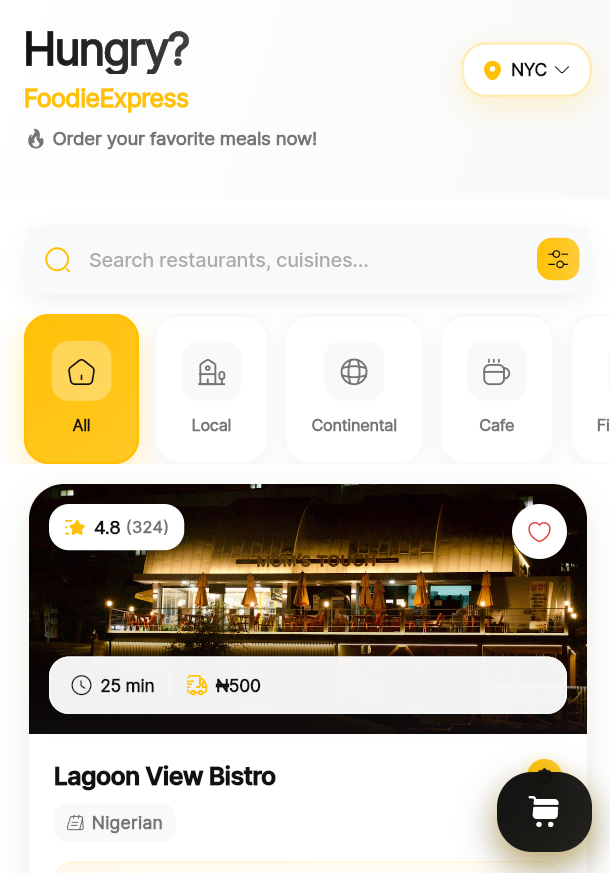 Hungry?
FoodieExpress
NYC
Order your favorite meals now!
Search restaurants, cuisines...
All
Local
Continental
Cafe
Fi
4.8 (324)
MOM'S TOUCH
25 min
₦500
Lagoon View Bistro
Nigerian